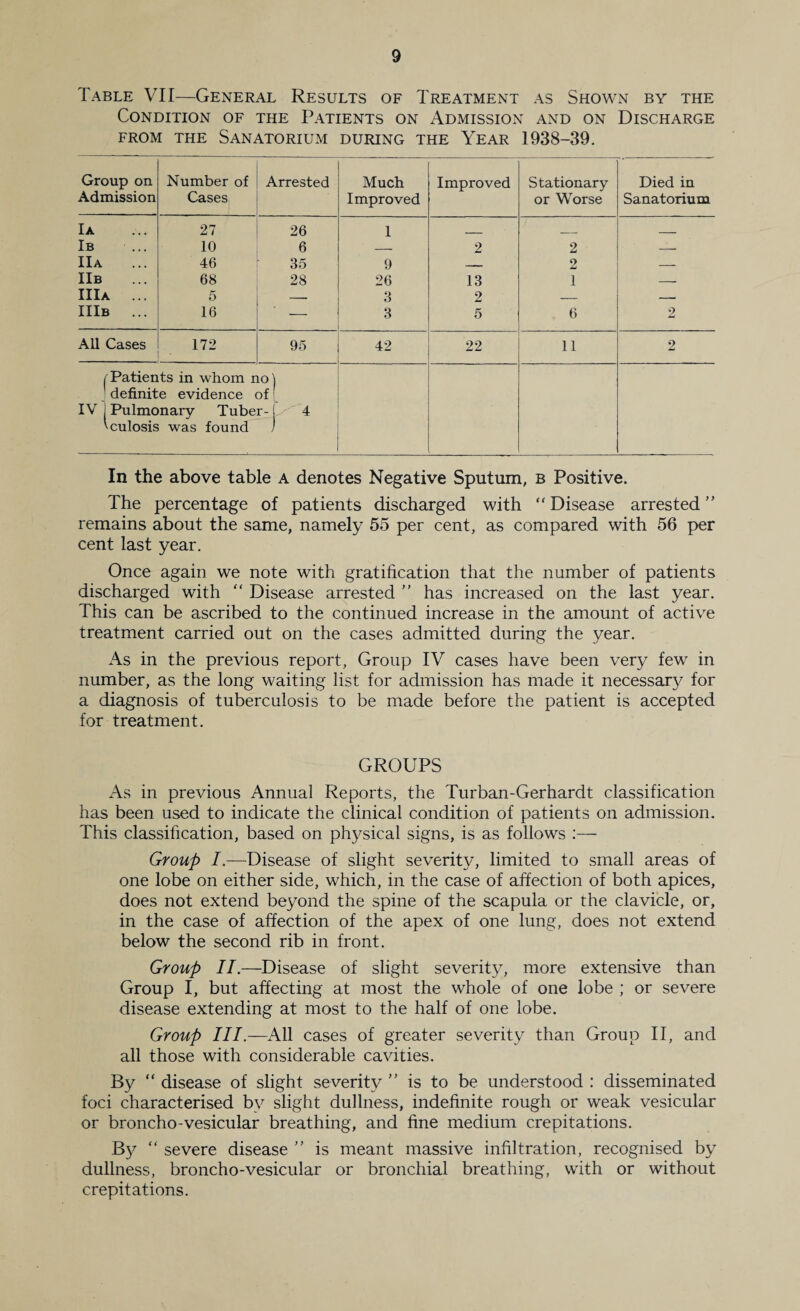 9
Table VII—General Results of Treatment as Shown by the
Condition of the Patients on Admission and on Discharge
from the Sanatorium during the Year 1938-39.
Group on Admission | Number of Cases | Arrested | Much Improved | Improved | Stationary or Worse | Died in Sanatorium
Ia ... | 27 | 26 | 1 | — | — | —
Ib ... | 10 | 6 | — | 2 | 2 | —
IIa ... | 46 | 35 | 9 | — | 2 | —
IIb ... | 68 | 28 | 26 | 13 | 1 | —
IIIa ... | 5 | — | 3 | 2 | — | —
IIIb ... | 16 | — | 3 | 5 | 6 | 2
All Cases | 172 | 95 | 42 | 22 | 11 | 2
Patients in whom no
definite evidence of
IV Pulmonary Tuber- 4
culosis was found
In the above table A denotes Negative Sputum, B Positive.
The percentage of patients discharged with “Disease arrested”
remains about the same, namely 55 per cent, as compared with 56 per
cent last year.
Once again we note with gratification that the number of patients
discharged with “Disease arrested” has increased on the last year.
This can be ascribed to the continued increase in the amount of active
treatment carried out on the cases admitted during the year.
As in the previous report, Group IV cases have been very few in
number, as the long waiting list for admission has made it necessary for
a diagnosis of tuberculosis to be made before the patient is accepted
for treatment.
GROUPS
As in previous Annual Reports, the Turban-Gerhardt classification
has been used to indicate the clinical condition of patients on admission.
This classification, based on physical signs, is as follows :—
Group I.—Disease of slight severity, limited to small areas of
one lobe on either side, which, in the case of affection of both apices,
does not extend beyond the spine of the scapula or the clavicle, or,
in the case of affection of the apex of one lung, does not extend
below the second rib in front.
Group II.—Disease of slight severity, more extensive than
Group I, but affecting at most the whole of one lobe ; or severe
disease extending at most to the half of one lobe.
Group III.—All cases of greater severity than Group II, and
all those with considerable cavities.
By “disease of slight severity” is to be understood : disseminated
foci characterised by slight dullness, indefinite rough or weak vesicular
or broncho-vesicular breathing, and fine medium crepitations.
By “severe disease” is meant massive infiltration, recognised by
dullness, broncho-vesicular or bronchial breathing, with or without
crepitations.